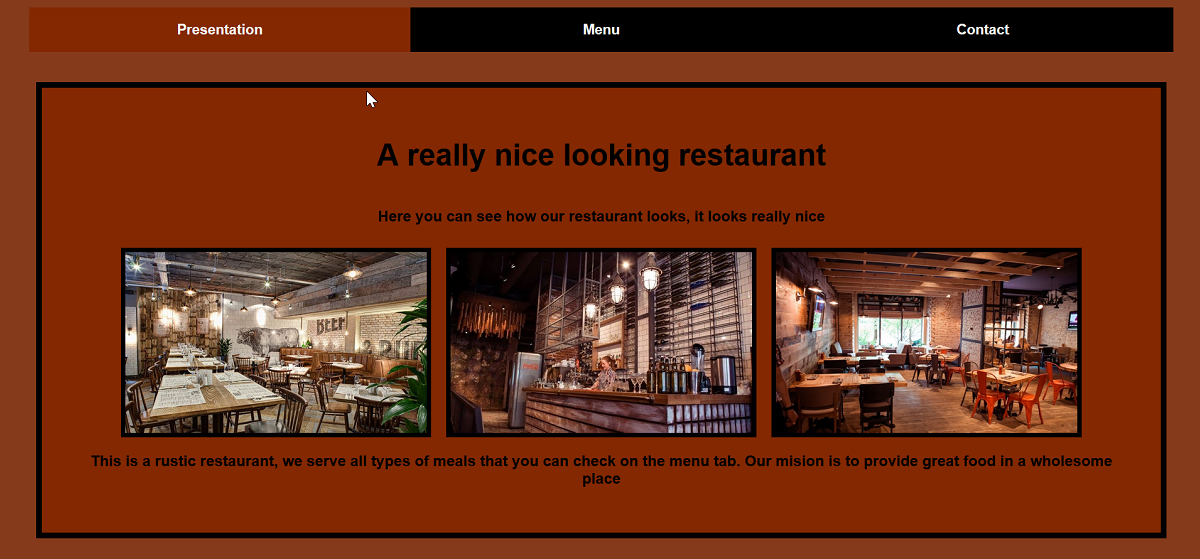 Presentation
Menu
Contact
A really nice looking restaurant
Here you can see how our restaurant looks, it looks really nice
BEEF
This is a rustic restaurant, we serve all types of meals that you can check on the menu tab. Our mision is to provide great food in a wholesome
place